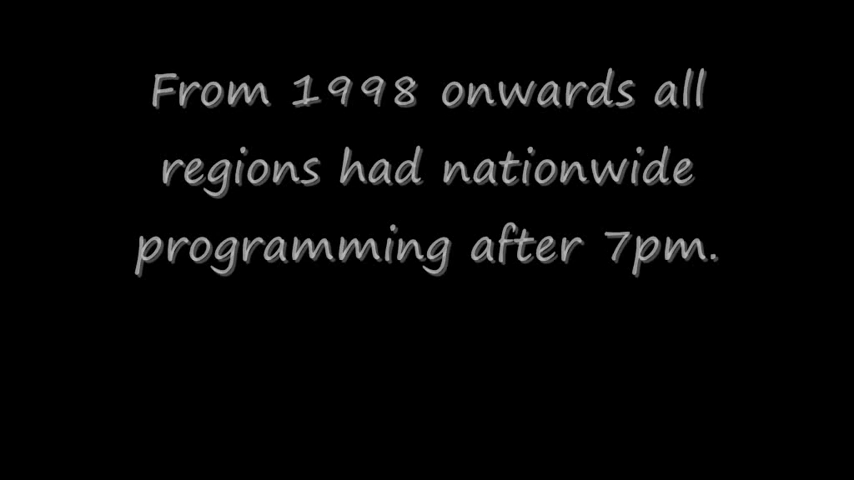 From 1998 onwards all
regions had nationwide
programming after 7pm.